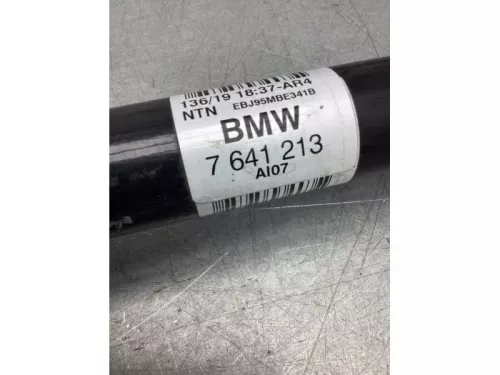 136/19 18:37-AR4
NTN EBJ95MBE341B
BMW
7 641 213
AI07